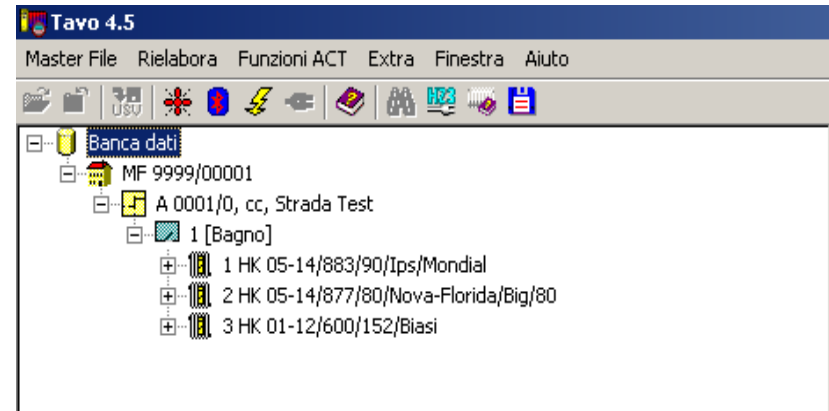 Tavo 4.5
Master File Rielabora Funzioni ACT Extra Finestra Aiuto
Banca dati
MF 9999/00001
A 0001/0, cc, Strada Test
1 [Bagno]
1 HK 05-14/883/90/Ips/Mondial
2 HK 05-14/877/80/Nova-Florida/Big/80
3 HK 01-12/600/152/Biasi